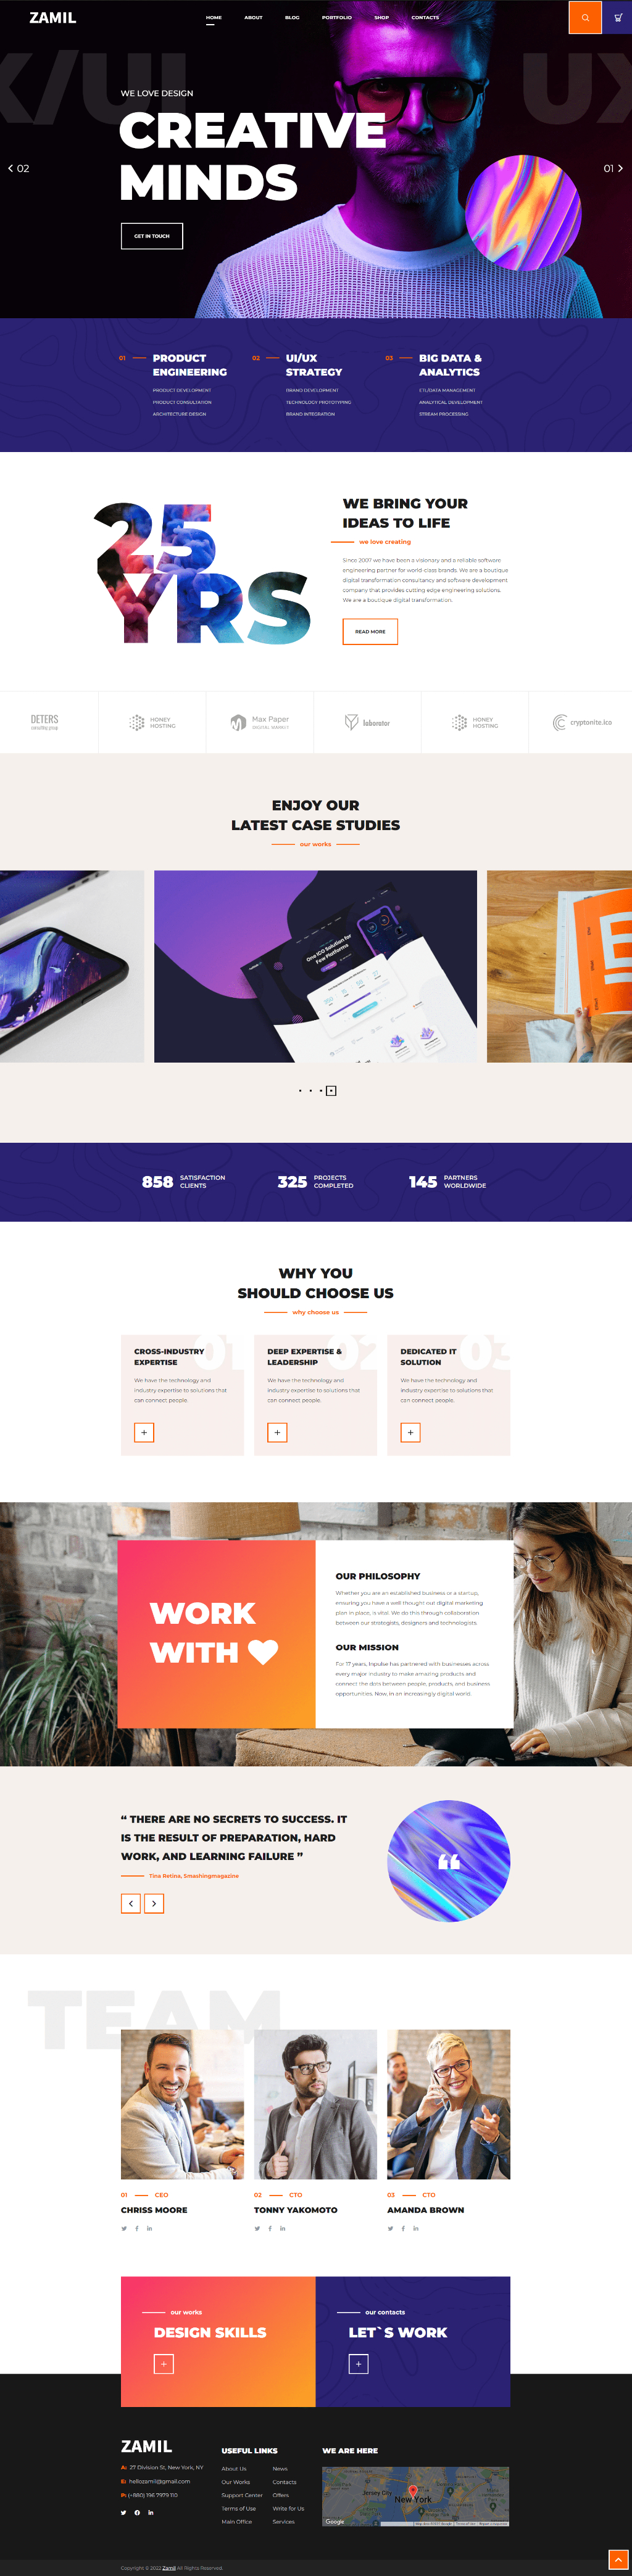 ZAMIL
HOME ABOUT BLOG PORTFOLIO SHOP CONTACTS
X/UI UX
WE LOVE DESIGN
CREATIVE
MINDS
02
01
GET IN TOUCH
01 PRODUCT
ENGINEERING
PRODUCT DEVELOPMENT
PRODUCT CONSULTATION
ARCHITECTURE DESIGN
02 UI/UX
STRATEGY
BRAND DEVELOPMENT
TECHNOLOGY PROTOTYPING
BRAND INTEGRATION
03 BIG DATA &
ANALYTICS
ETL/DATA MANAGEMENT
ANALYTICAL DEVELOPMENT
STREAM PROCESSING
25
YRS
WE BRING YOUR
IDEAS TO LIFE
we love creating
Since 2007 we have been a visionary and a reliable software
engineering partner for world-class brands. We are a boutique
digital transformation consultancy and software development
company that provides cutting edge engineering solutions.
We are a boutique digital transformation.
READ MORE
DETERS
consulting group
HONEY
HOSTING
Max Paper
DIGITAL MARKET
laborator
HONEY
HOSTING
cryptonite.ico
ENJOY OUR
LATEST CASE STUDIES
our works
One ICO Solution for
Few Platforms
858 SATISFACTION
CLIENTS
325 PROJECTS
COMPLETED
145 PARTNERS
WORLDWIDE
WHY YOU
SHOULD CHOOSE US
why choose us
01
CROSS-INDUSTRY
EXPERTISE
We have the technology and
industry expertise to solutions that
can connect people.
+
02
DEEP EXPERTISE &
LEADERSHIP
We have the technology and
industry expertise to solutions that
can connect people.
+
03
DEDICATED IT
SOLUTION
We have the technology and
industry expertise to solutions that
can connect people.
+
WORK
WITH
OUR PHILOSOPHY
Whether you are an established business or a startup,
ensuring you have a well thought-out digital marketing
plan in place, is vital. We do this through collaboration
between our strategists, designers and technologists.
OUR MISSION
For 17 years, Inpulse has partnered with businesses across
every major industry to make amazing products and
connect the dots between people, products, and business
opportunities. Now, in an increasingly digital world.
“ THERE ARE NO SECRETS TO SUCCESS. IT
IS THE RESULT OF PREPARATION, HARD
WORK, AND LEARNING FAILURE ”
Tina Retina, Smashingmagazine
TEAM
01 CEO
CHRISS MOORE
02 CTO
TONNY YAKOMOTO
03 CTO
AMANDA BROWN
our works
DESIGN SKILLS
+
our contacts
LET`S WORK
+
ZAMIL
A: 27 Division St, New York, NY
E: hellozamil@gmail.com
P: (+880) 196 7979 110
USEFUL LINKS
About Us News
Our Works Contacts
Support Center Offers
Terms of Use Write for Us
Main Office Services
WE ARE HERE
Jersey City
New York
Google
Copyright © 2022 Zamil All Rights Reserved.